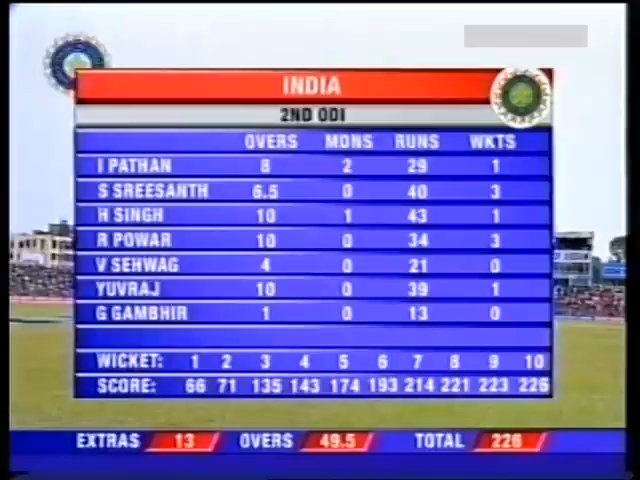 INDIA
2ND ODI
OVERS MDNS RUNS WKTS
I PATHAN 8 2 29 1
S SREESANTH 6.5 0 40 3
H SINGH 10 1 43 1
R POWAR 10 0 34 3
V SEHWAG 4 0 21 0
YUVRAJ 10 0 39 1
G GAMBHIR 1 0 13 0
WICKET: 1 2 3 4 5 6 7 8 9 10
SCORE: 66 71 135 143 174 193 214 221 223 226
EXTRAS 13 OVERS 49.5 TOTAL 226